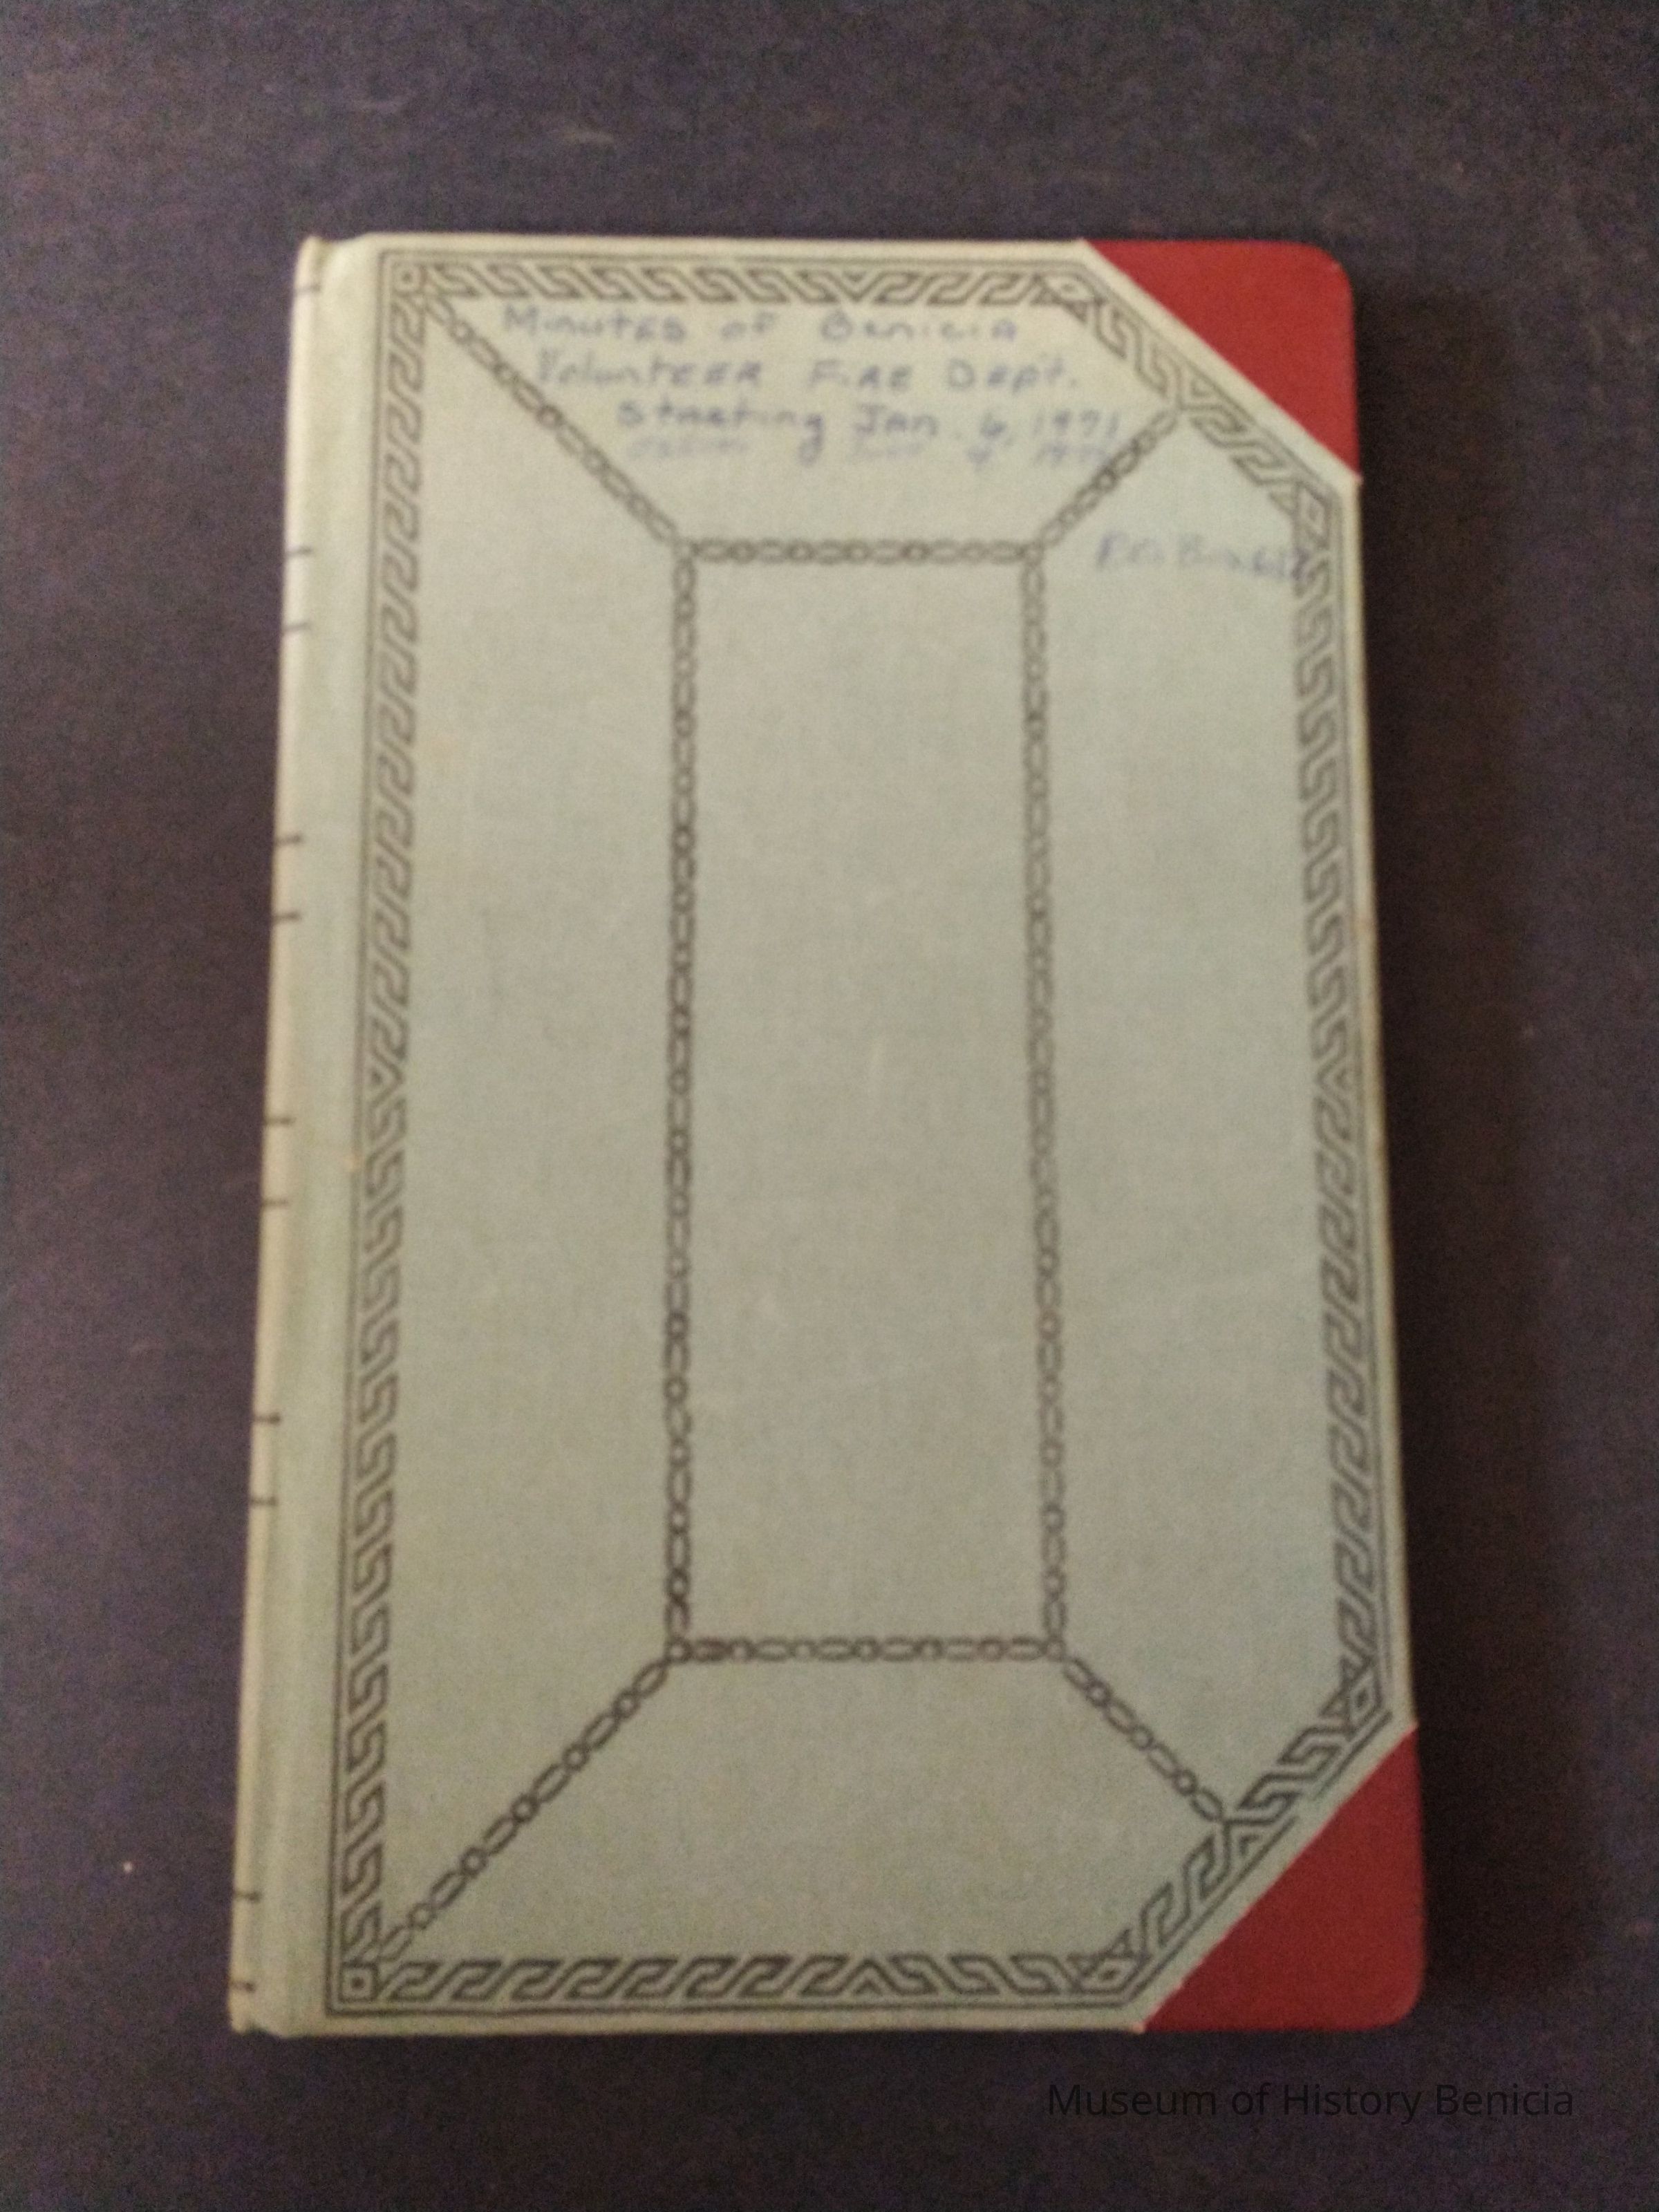 Minutes of Benicia
Volunteer Fire Dept.
Starting Jan. 6, 1971
Museum of History Benicia